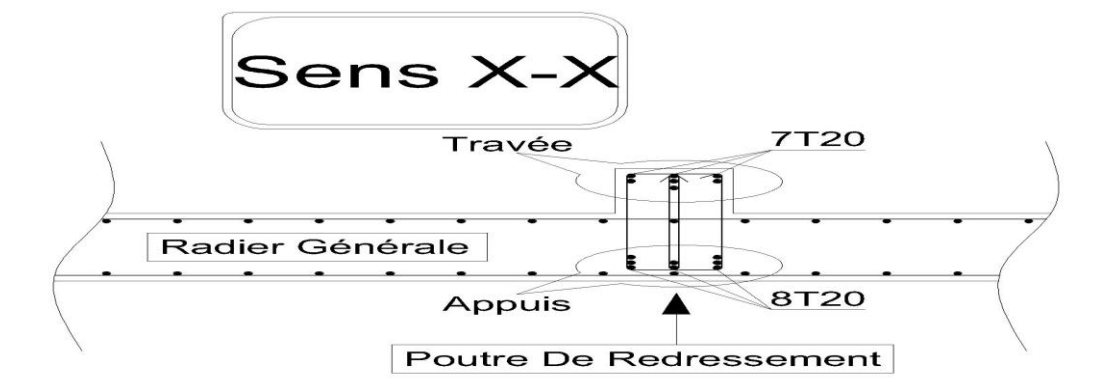 Sens X-X
Travée
7T20
Radier Générale
Appuis
8T20
Poutre De Redressement